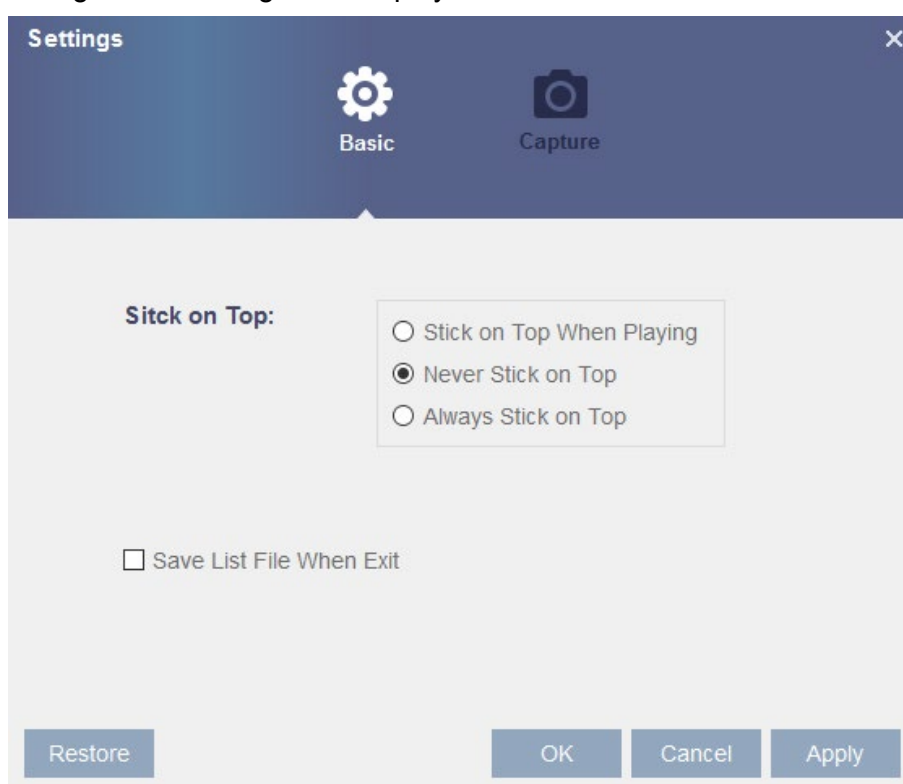 Settings
Basic
Capture
Sitck on Top:
Stick on Top When Playing
Never Stick on Top
Always Stick on Top
Save List File When Exit
Restore
OK
Cancel
Apply